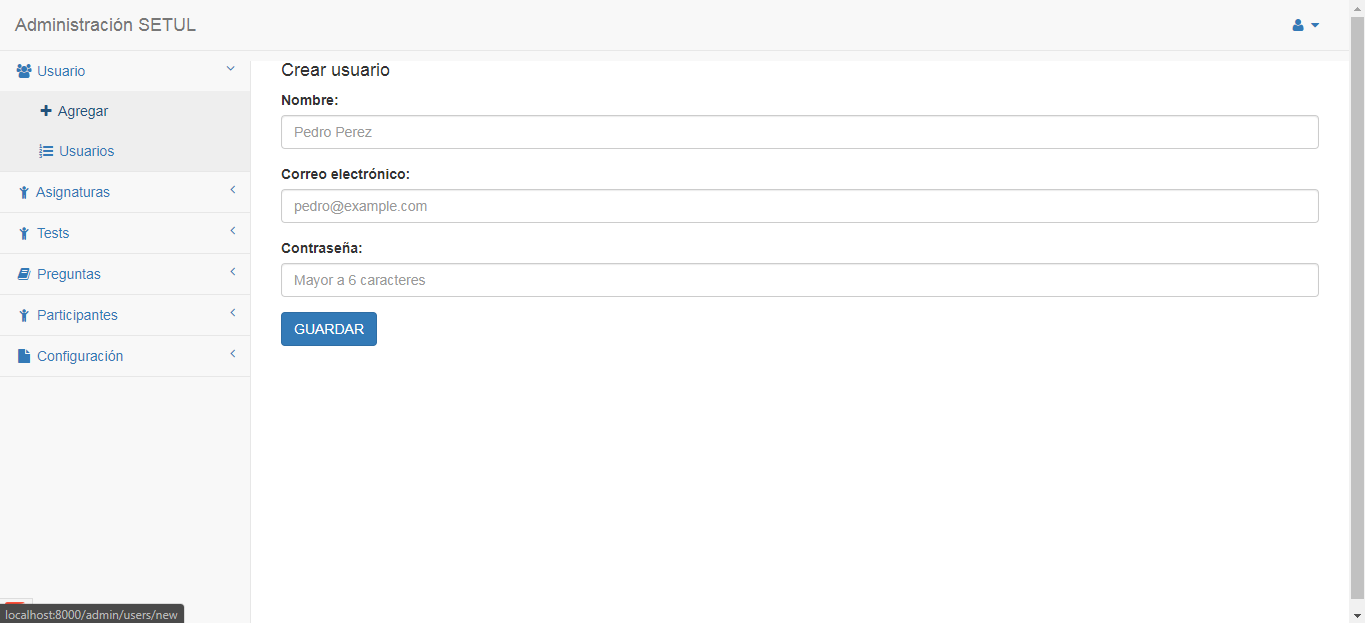 Administración SETUL
Usuario
Agregar
Usuarios
Asignaturas
Tests
Preguntas
Participantes
Configuración
Crear usuario
Nombre:
Pedro Perez
Correo electrónico:
pedro@example.com
Contraseña:
Mayor a 6 caracteres
GUARDAR
localhost:8000/admin/users/new